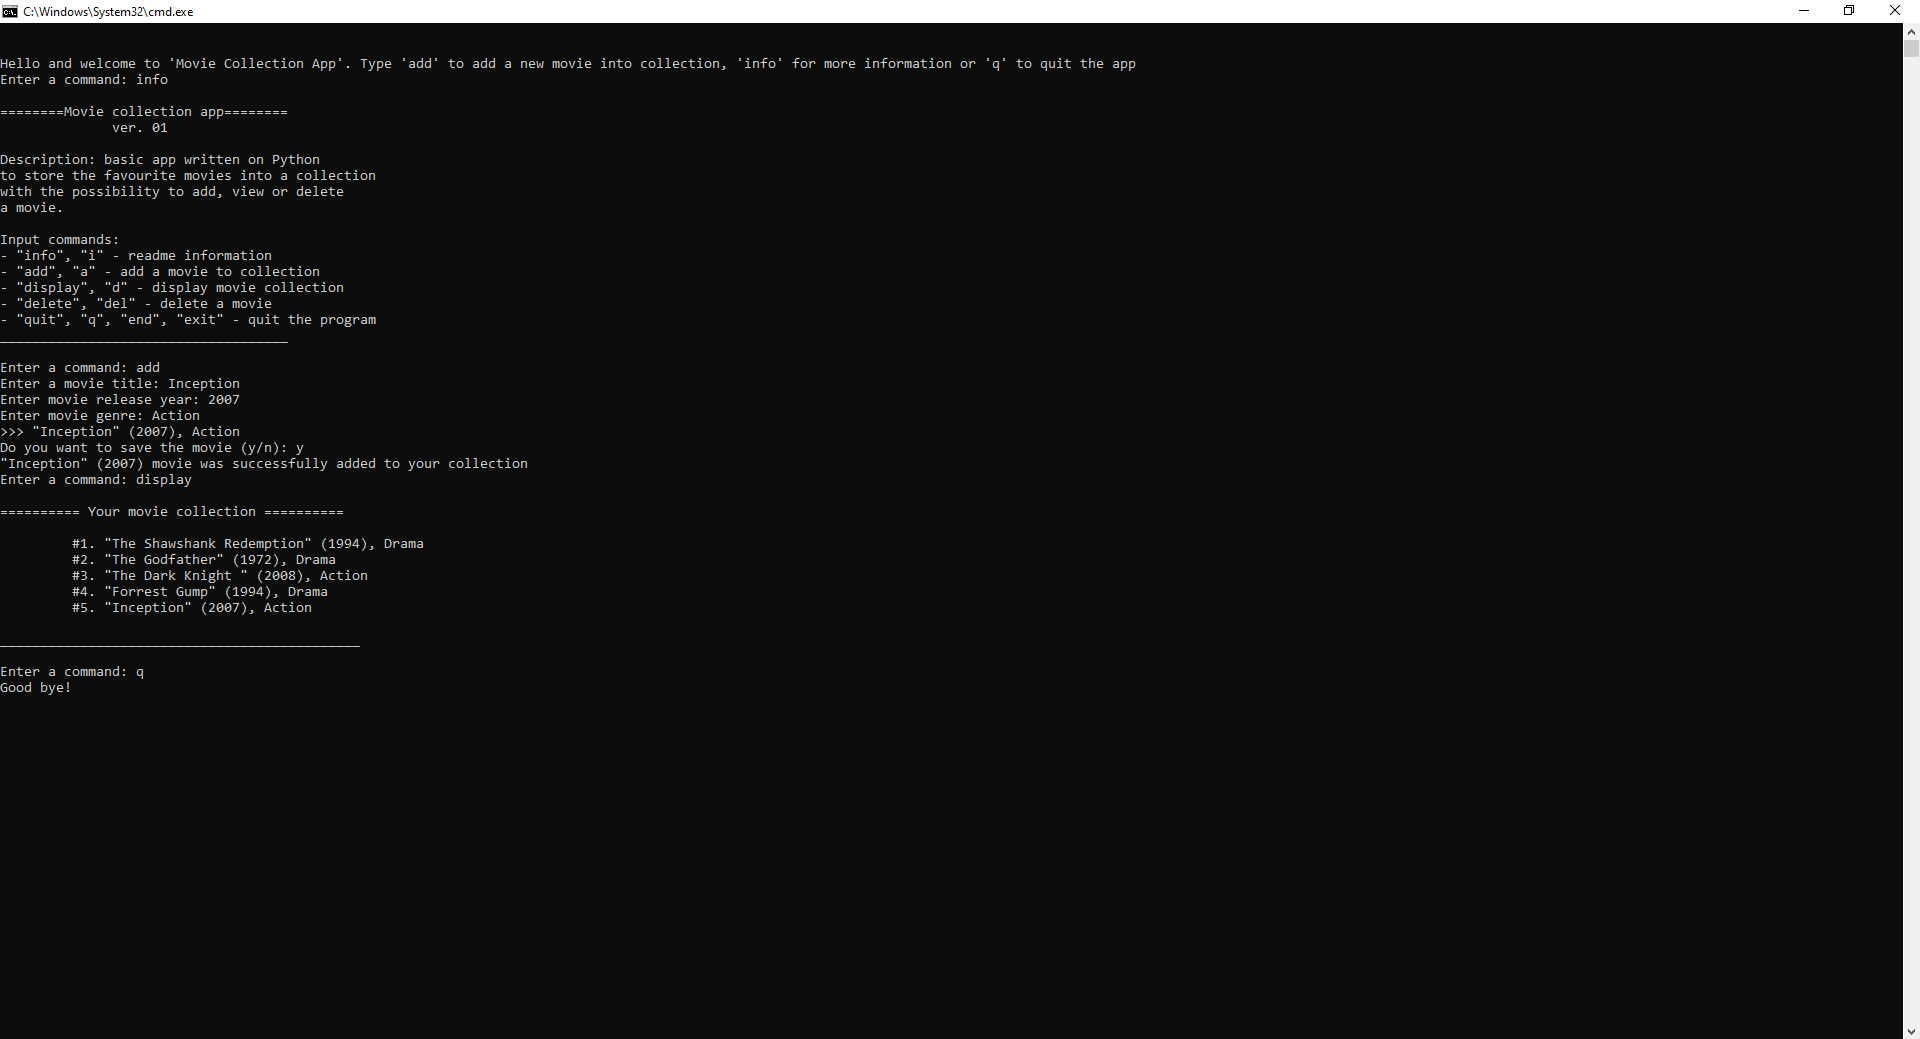 C:\Windows\System32\cmd.exe
Hello and welcome to 'Movie Collection App'. Type 'add' to add a new movie into collection, 'info' for more information or 'q' to quit the app
Enter a command: info
========Movie collection app========
ver. 01
Description: basic app written on Python
to store the favourite movies into a collection
with the possibility to add, view or delete
a movie.
Input commands:
- "info", "i" - readme information
- "add", "a" - add a movie to collection
- "display", "d" - display movie collection
- "delete", "del" - delete a movie
- "quit", "q", "end", "exit" - quit the program
____________________________________
Enter a command: add
Enter a movie title: Inception
Enter movie release year: 2007
Enter movie genre: Action
>>> "Inception" (2007), Action
Do you want to save the movie (y/n): y
"Inception" (2007) movie was successfully added to your collection
Enter a command: display
========== Your movie collection ==========
#1. "The Shawshank Redemption" (1994), Drama
#2. "The Godfather" (1972), Drama
#3. "The Dark Knight " (2008), Action
#4. "Forrest Gump" (1994), Drama
#5. "Inception" (2007), Action
_____________________________________________
Enter a command: q
Good bye!